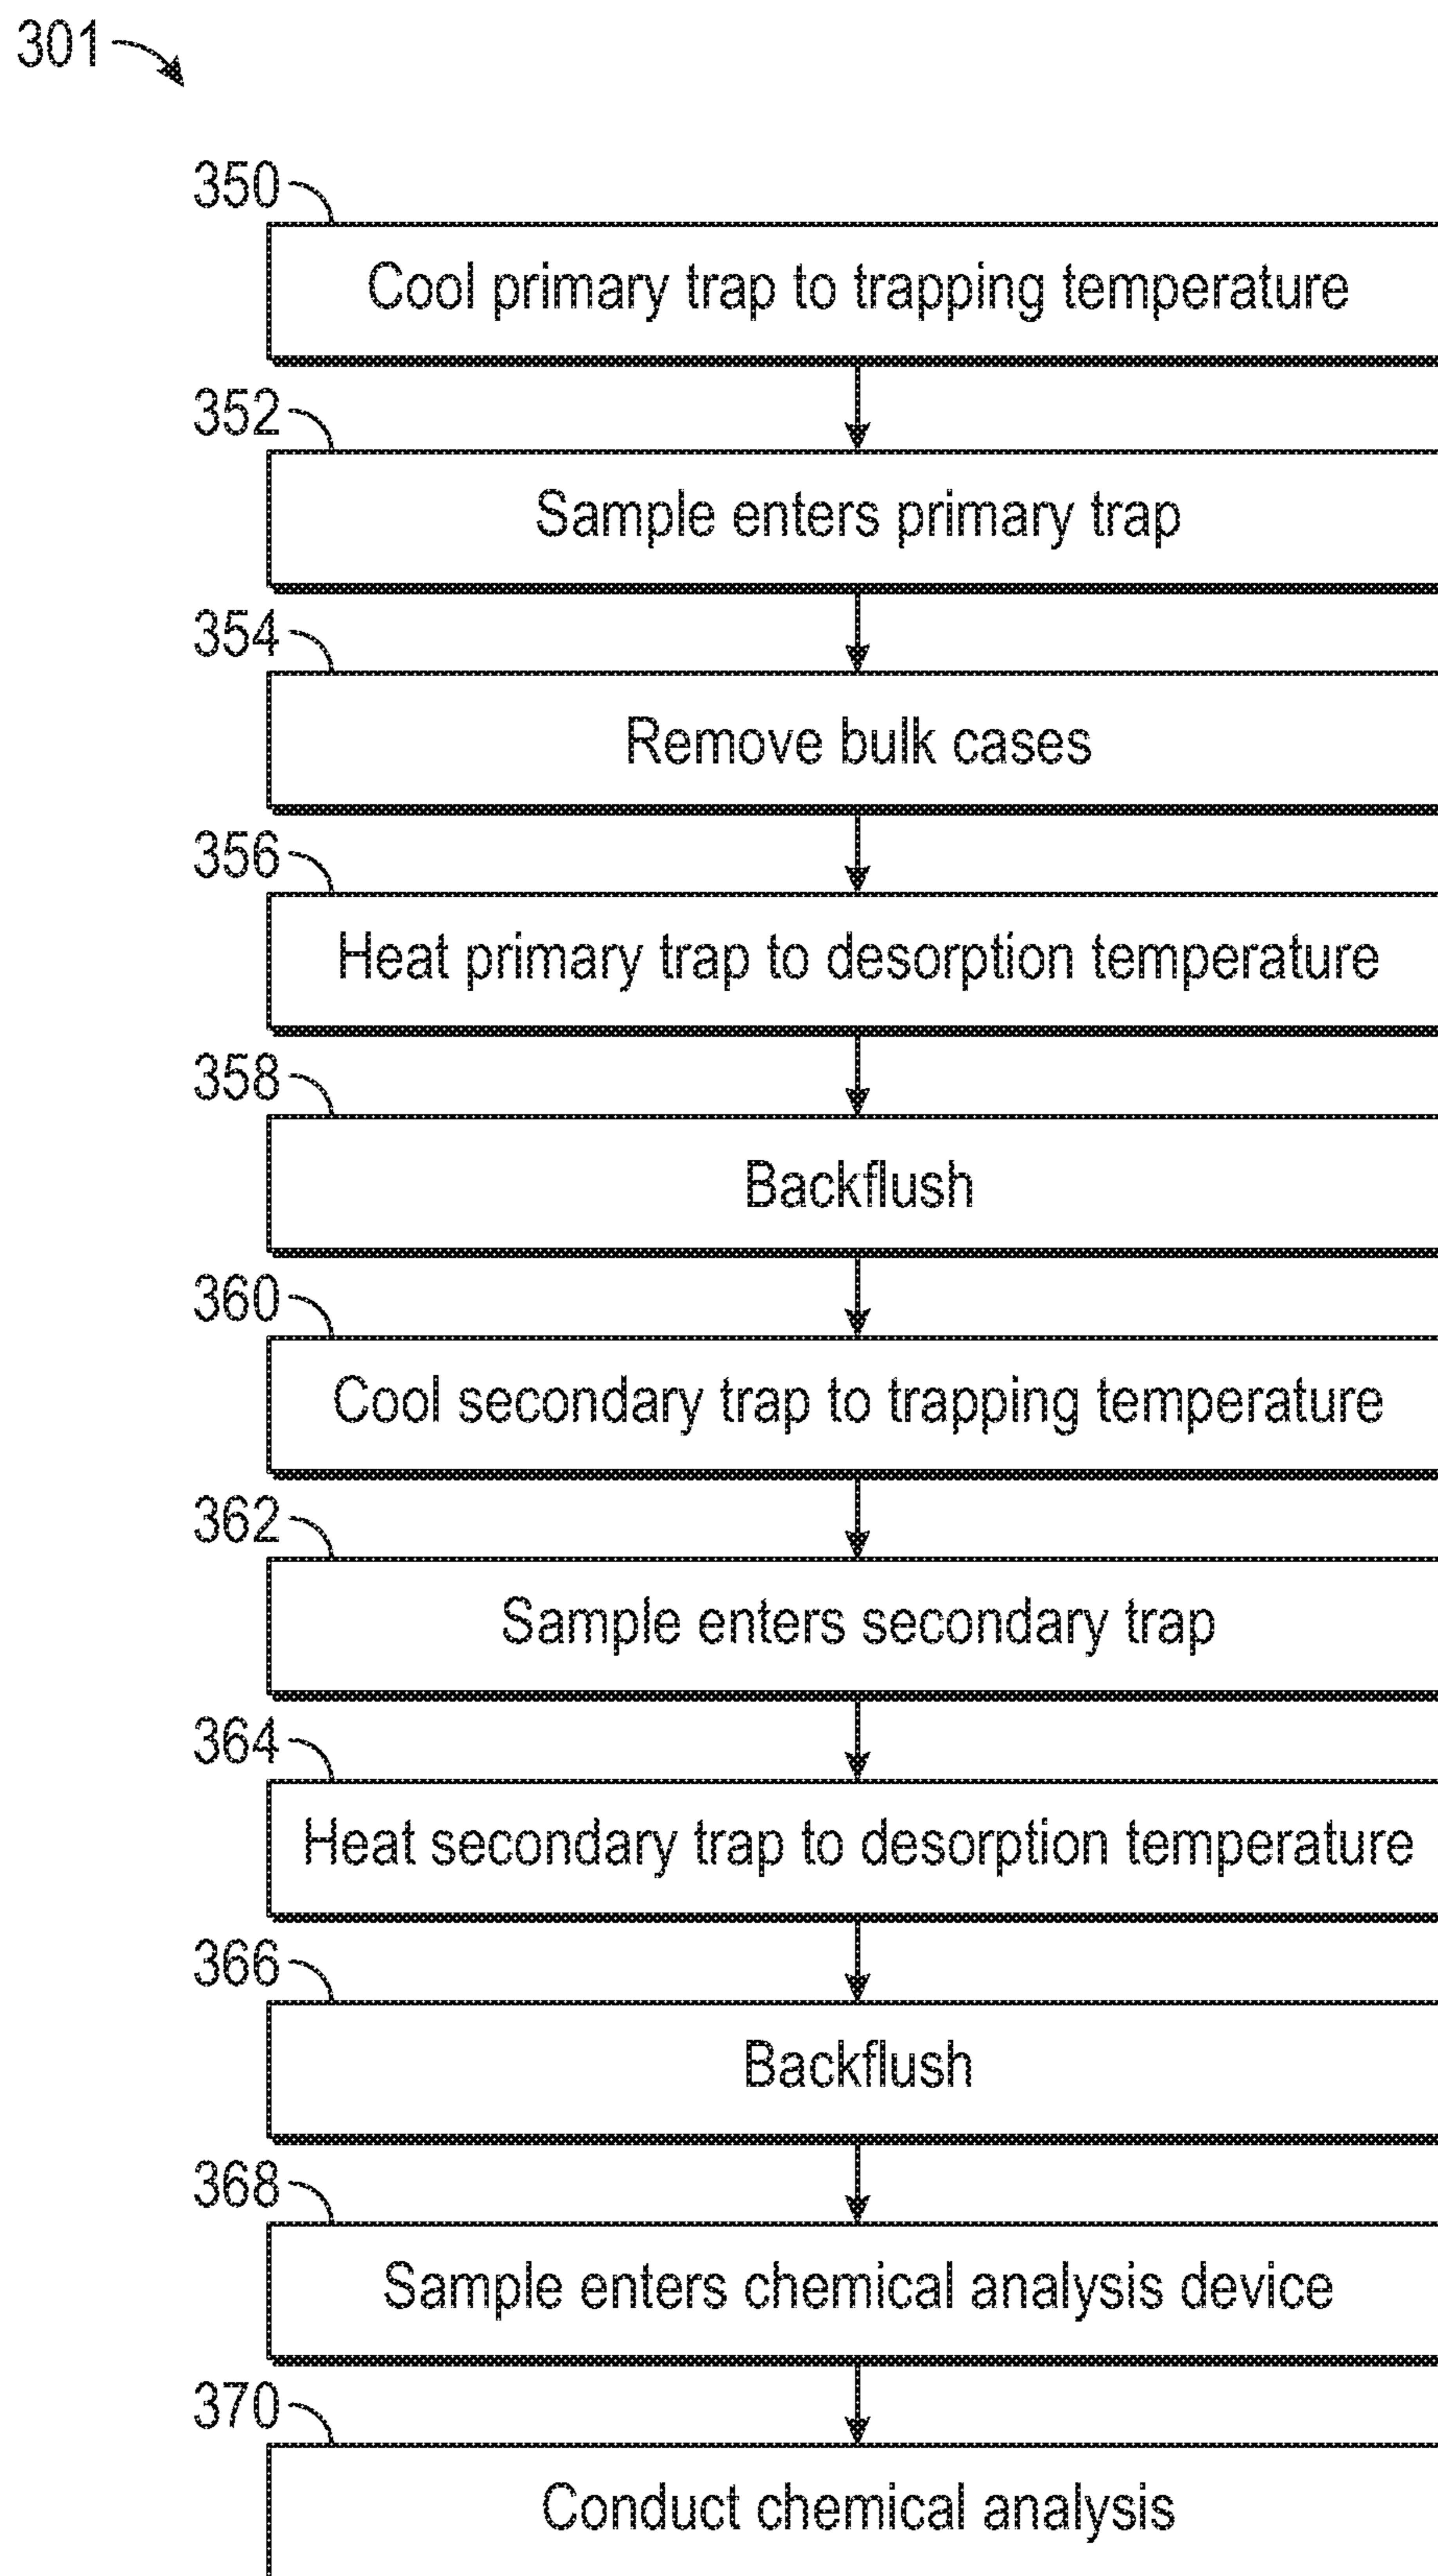 301
350
Cool primary trap to trapping temperature
352
Sample enters primary trap
354
Remove bulk cases
356
Heat primary trap to desorption temperature
358
Backflush
360
Cool secondary trap to trapping temperature
362
Sample enters secondary trap
364
Heat secondary trap to desorption temperature
366
Backflush
368
Sample enters chemical analysis device
370
Conduct chemical analysis